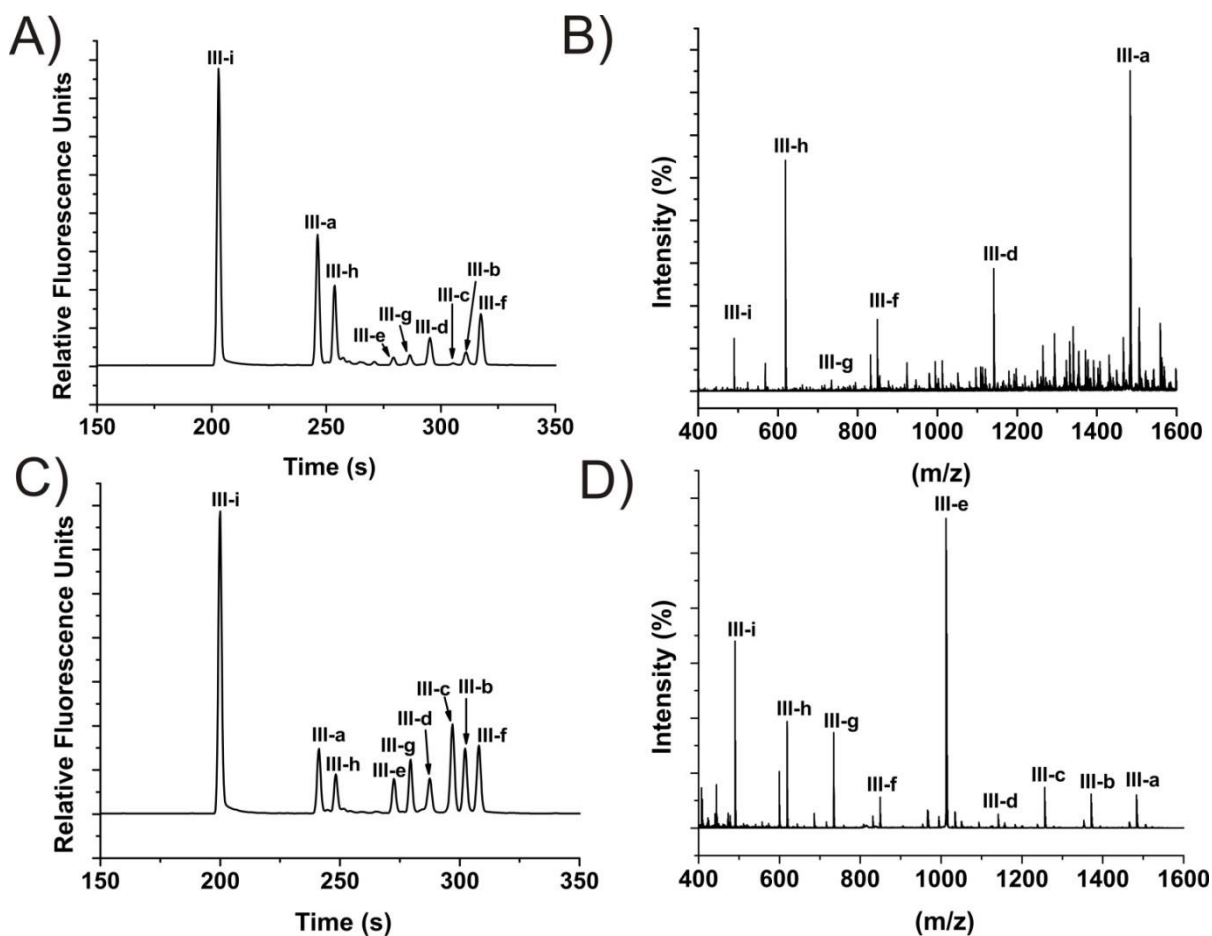 A)
Relative Fluorescence Units
III-i
III-a
III-h
III-e
III-g
III-d
III-c
III-b
III-f
150 200 250 300 350
Time (s)
B)
Intensity (%)
III-i
III-h
III-g
III-f
III-d
III-a
400 600 800 1000 1200 1400 1600
(m/z)
C)
Relative Fluorescence Units
III-i
III-a
III-h
III-e
III-g
III-d
III-c
III-b
III-f
150 200 250 300 350
Time (s)
D)
Intensity (%)
III-i
III-h
III-g
III-f
III-e
III-d
III-c
III-b
III-a
400 600 800 1000 1200 1400 1600
(m/z)